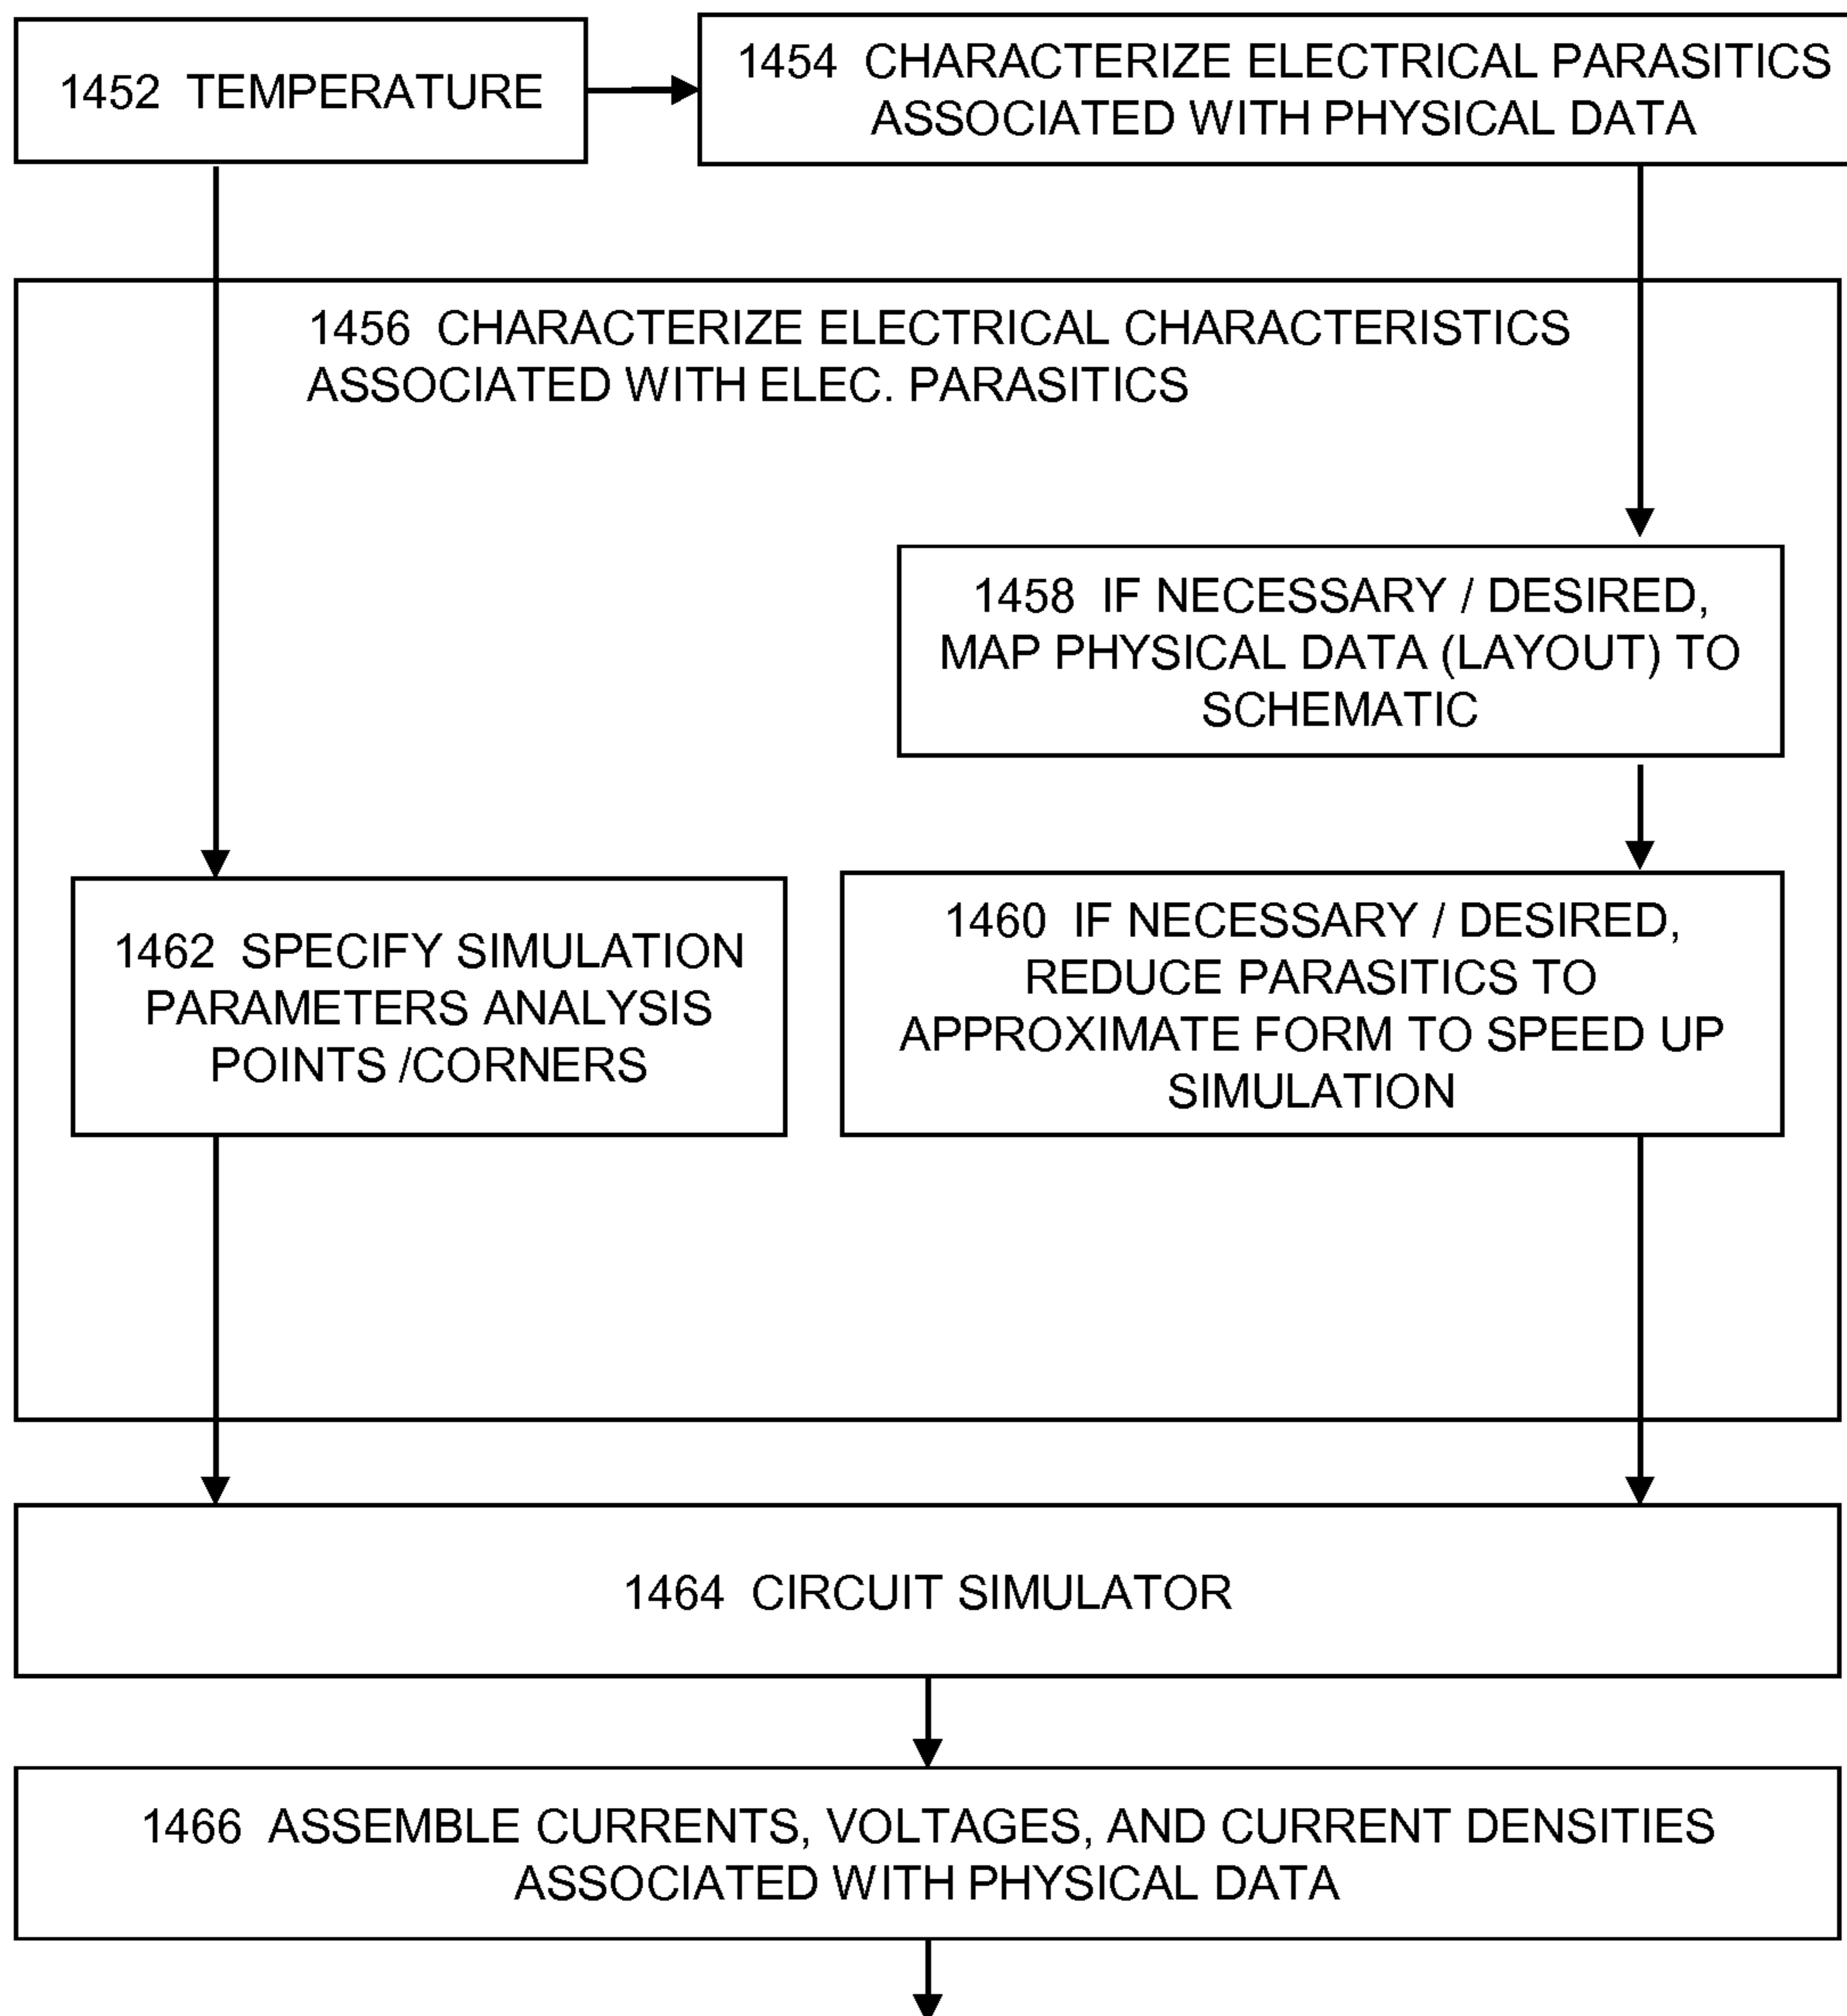 1452 TEMPERATURE
1454 CHARACTERIZE ELECTRICAL PARASITICS
ASSOCIATED WITH PHYSICAL DATA
1456 CHARACTERIZE ELECTRICAL CHARACTERISTICS
ASSOCIATED WITH ELEC. PARASITICS
1458 IF NECESSARY / DESIRED,
MAP PHYSICAL DATA (LAYOUT) TO
SCHEMATIC
1462 SPECIFY SIMULATION
PARAMETERS ANALYSIS
POINTS /CORNERS
1460 IF NECESSARY / DESIRED,
REDUCE PARASITICS TO
APPROXIMATE FORM TO SPEED UP
SIMULATION
1464 CIRCUIT SIMULATOR
1466 ASSEMBLE CURRENTS, VOLTAGES, AND CURRENT DENSITIES
ASSOCIATED WITH PHYSICAL DATA